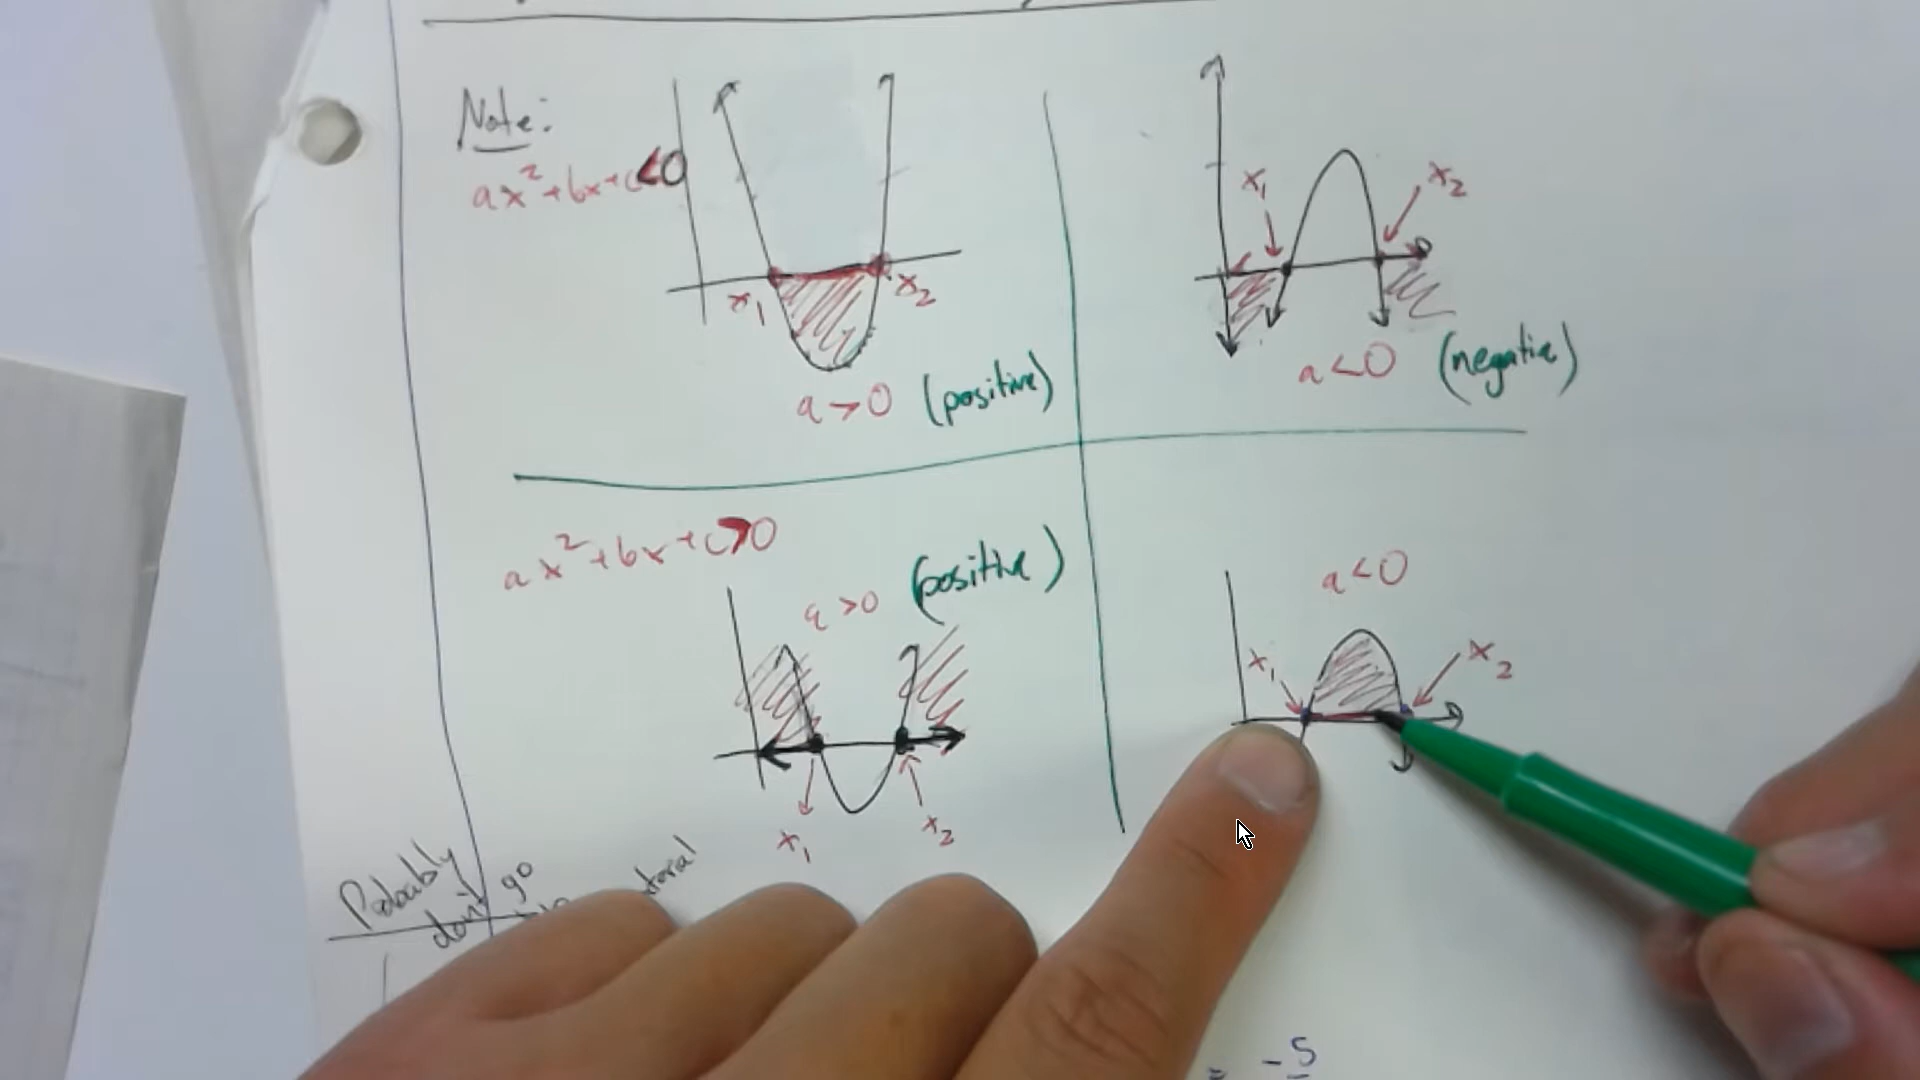 Note:
ax²+bx+c<0
x₁
x₂
a>0 (positive)
x₁
x₂
a<0 (negative)
ax²+bx+c>0
a>0 (positive)
x₁
x₂
a<0
x₁
x₂
Probably
don't go
= -5